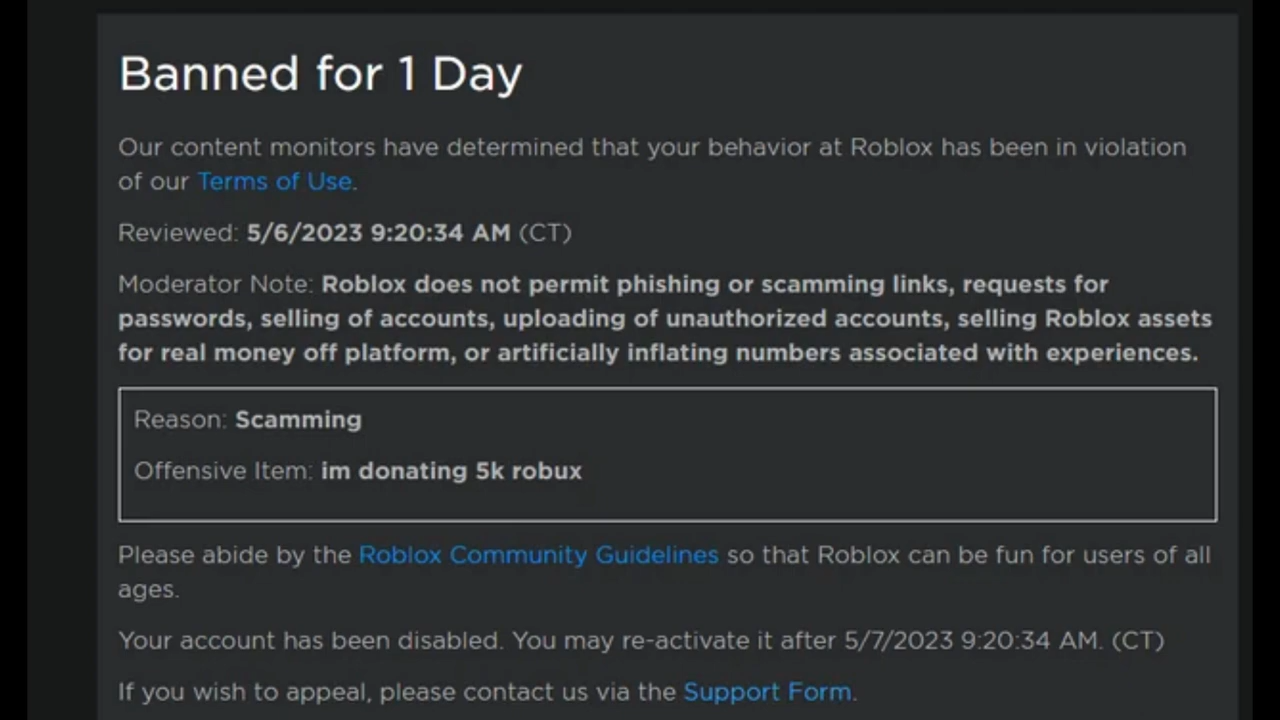 Banned for 1 Day
Our content monitors have determined that your behavior at Roblox has been in violation
of our Terms of Use.
Reviewed: 5/6/2023 9:20:34 AM (CT)
Moderator Note: Roblox does not permit phishing or scamming links, requests for
passwords, selling of accounts, uploading of unauthorized accounts, selling Roblox assets
for real money off platform, or artificially inflating numbers associated with experiences.
Reason: Scamming
Offensive Item: im donating 5k robux
Please abide by the Roblox Community Guidelines so that Roblox can be fun for users of all
ages.
Your account has been disabled. You may re-activate it after 5/7/2023 9:20:34 AM. (CT)
If you wish to appeal, please contact us via the Support Form.